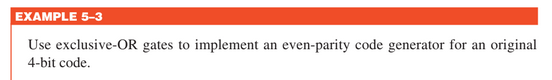 EXAMPLE 5–3
Use exclusive-OR gates to implement an even-parity code generator for an original
4-bit code.